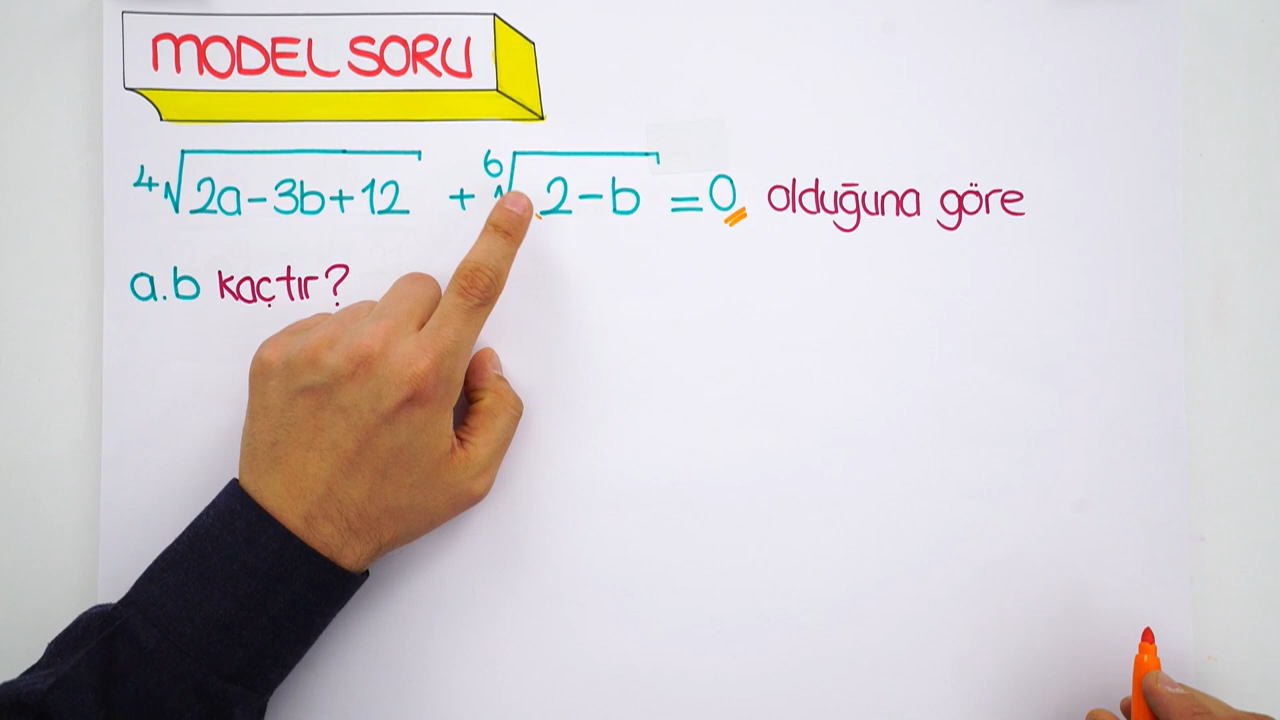 MODEL SORU
⁴√2a-3b+12 + ⁶√2-b = 0 olduğuna göre
a.b kaçtır?